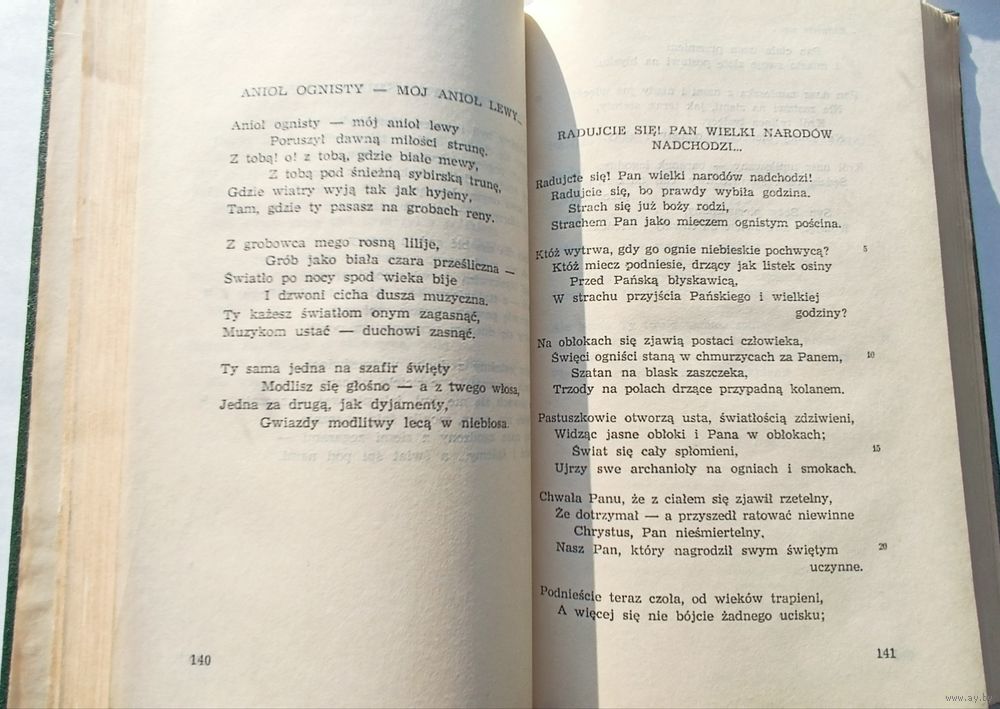 ANIOŁ OGNISTY — MÓJ ANIOŁ LEWY...
Anioł ognisty — mój anioł lewy
Poruszył dawną miłości strunę.
Z tobą! o! z tobą, gdzie białe mewy,
Z tobą pod śnieżną sybirską trunę,
Gdzie wiatry wyją tak jak hyjeny,
Tam, gdzie ty pasasz na grobach reny.
Z grobowca mego rosną lilije,
Grób jako biała czara prześliczna —
Światło po nocy spod wieka bije
I dzwoni cicha dusza muzyczna.
Ty każesz światłom onym zagasnąć,
Muzykom ustać — duchowi zasnąć.
Ty sama jedna na szafir święty
Modlisz się głośno — a z twego włosa,
Jedna za drugą, jak dyjamenty,
Gwiazdy modlitwy lecą w niebiosa.
140
RADUJCIE SIĘ! PAN WIELKI NARODÓW
NADCHODZI...
Radujcie się! Pan wielki narodów nadchodzi!
Radujcie się, bo prawdy wybiła godzina.
Strach się już boży rodzi,
Strachem Pan jako mieczem ognistym pościna.
Któż wytrwa, gdy go ognie niebieskie pochwycą? 5
Któż miecz podniesie, drżący jak listek osiny
Przed Pańską błyskawicą,
W strachu przyjścia Pańskiego i wielkiej
godziny?
Na obłokach się zjawią postaci człowieka,
Święci ogniści staną w chmurzycach za Panem, 10
Szatan na blask zaszczeka,
Trzody na polach drżące przypadną kolanem.
Pastuszkowie otworzą usta, światłością zdziwieni,
Widząc jasne obłoki i Pana w obłokach;
Świat się cały spłomieni, 15
Ujrzy swe archanioły na ogniach i smokach.
Chwała Panu, że z ciałem się zjawił rzetelny,
Że dotrzymał — a przyszedł ratować niewinne
Chrystus, Pan nieśmiertelny,
Nasz Pan, który nagrodził swym świętym 20
uczynne.
Podnieście teraz czoła, od wieków trapieni,
A więcej się nie bójcie żadnego ucisku;
141
www.ay.by